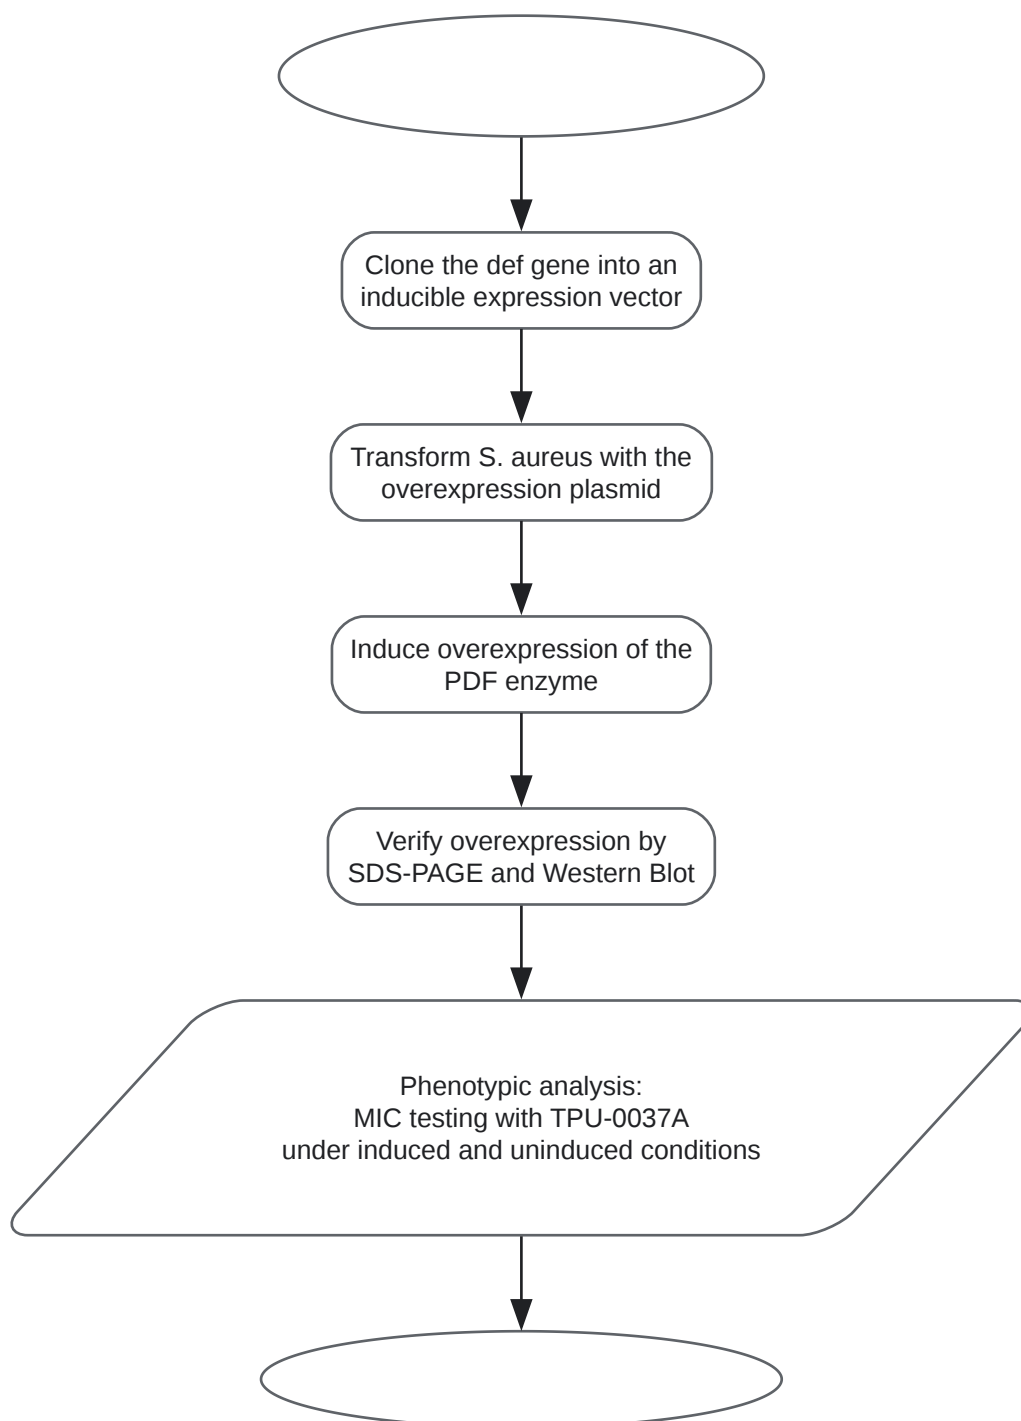 Clone the def gene into an
inducible expression vector
Transform S. aureus with the
overexpression plasmid
Induce overexpression of the
PDF enzyme
Verify overexpression by
SDS-PAGE and Western Blot
Phenotypic analysis:
MIC testing with TPU-0037A
under induced and uninduced conditions